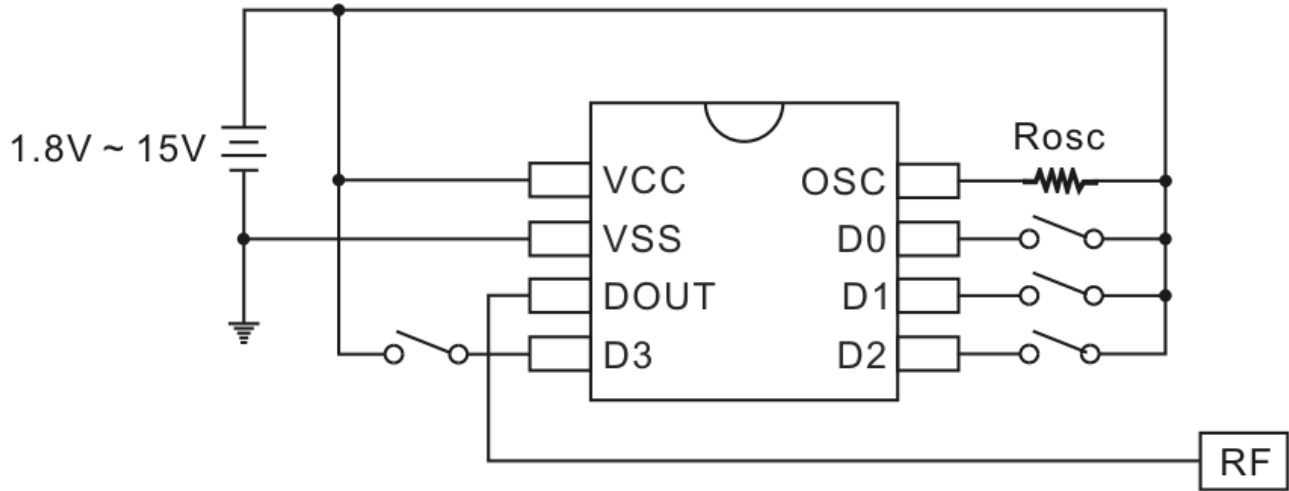 1.8V ~ 15V
Rosc
VCC
OSC
VSS
D0
DOUT
D1
D3
D2
RF